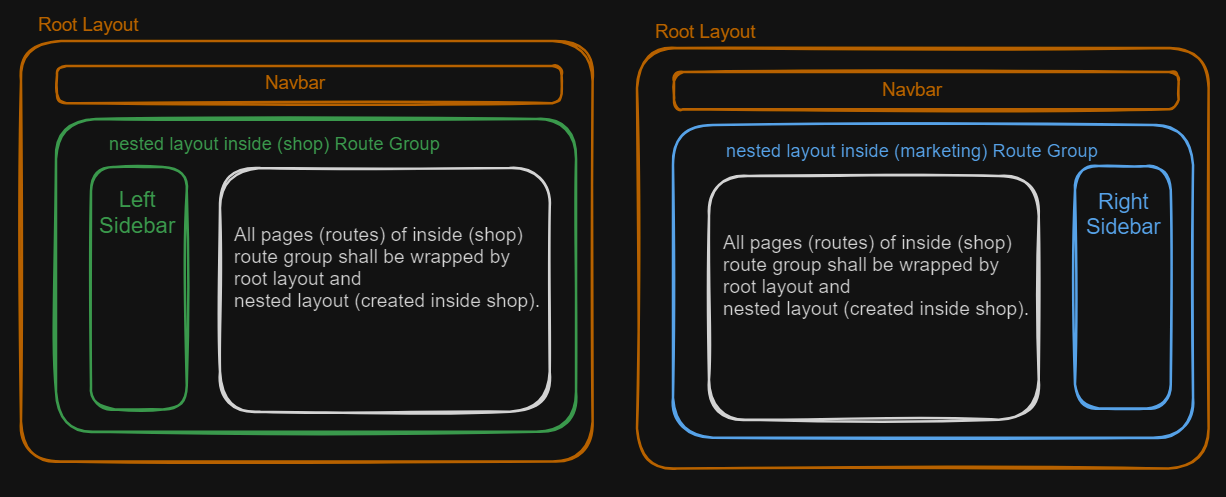 Root Layout
Navbar
nested layout inside (shop) Route Group
Left
Sidebar
All pages (routes) of inside (shop)
route group shall be wrapped by
root layout and
nested layout (created inside shop).
Root Layout
Navbar
nested layout inside (marketing) Route Group
All pages (routes) of inside (shop)
route group shall be wrapped by
root layout and
nested layout (created inside shop).
Right
Sidebar